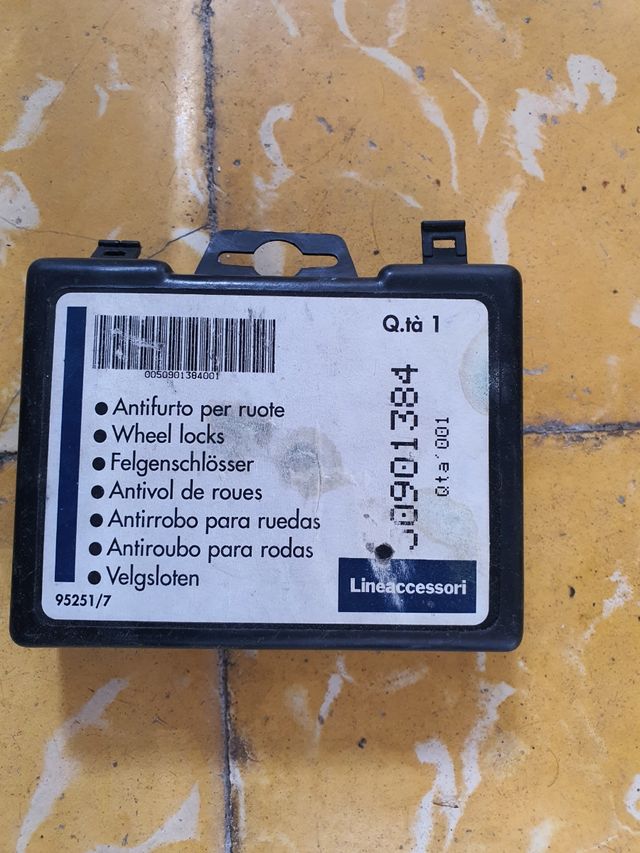 Q.tà 1
0050901384001
Antifurto per ruote
Wheel locks
Felgenschlösser
Antivol de roues
Antirrobo para ruedas
Antiroubo para rodas
Velgsloten
95251/7
50901384
Qta'001
Lineaccessori